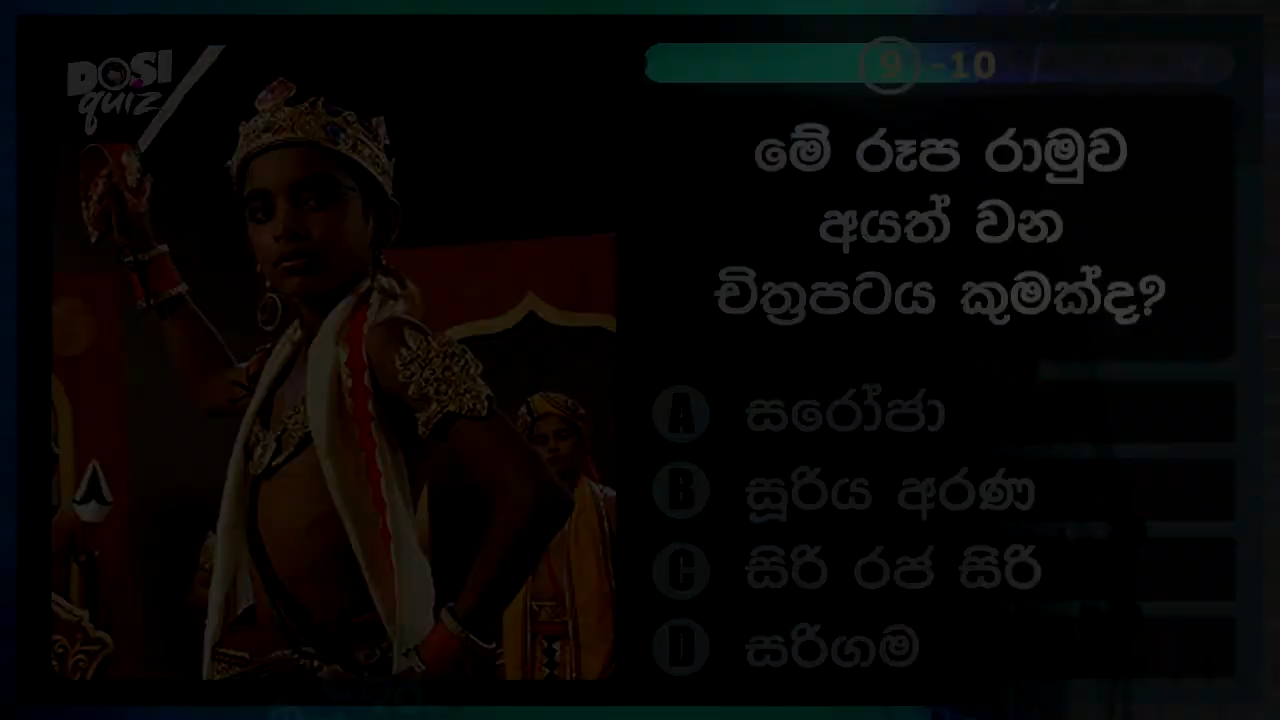 DOSI
quiz
9 -10
මේ රූප රාමුව
අයත් වන
චිත්‍රපටය කුමක්ද?
A සරෝජා
B සූරිය අරණ
C සිරි රජ සිරි
D සරිගම